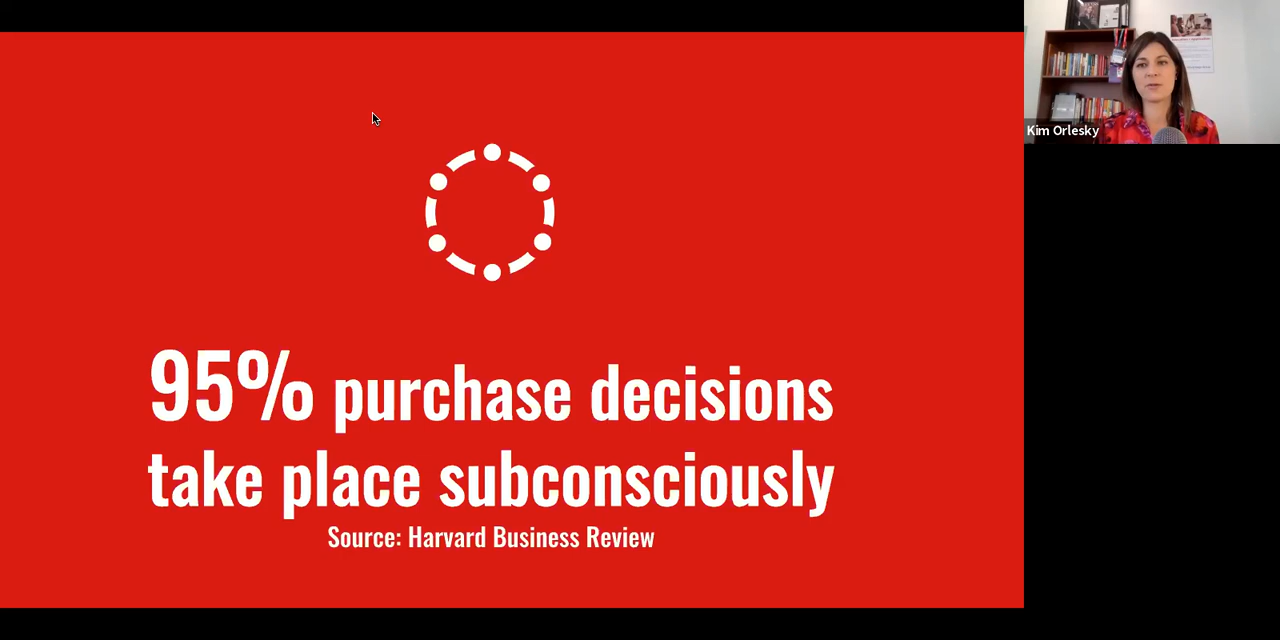 95% purchase decisions
take place subconsciously
Source: Harvard Business Review
Kim Orlesky